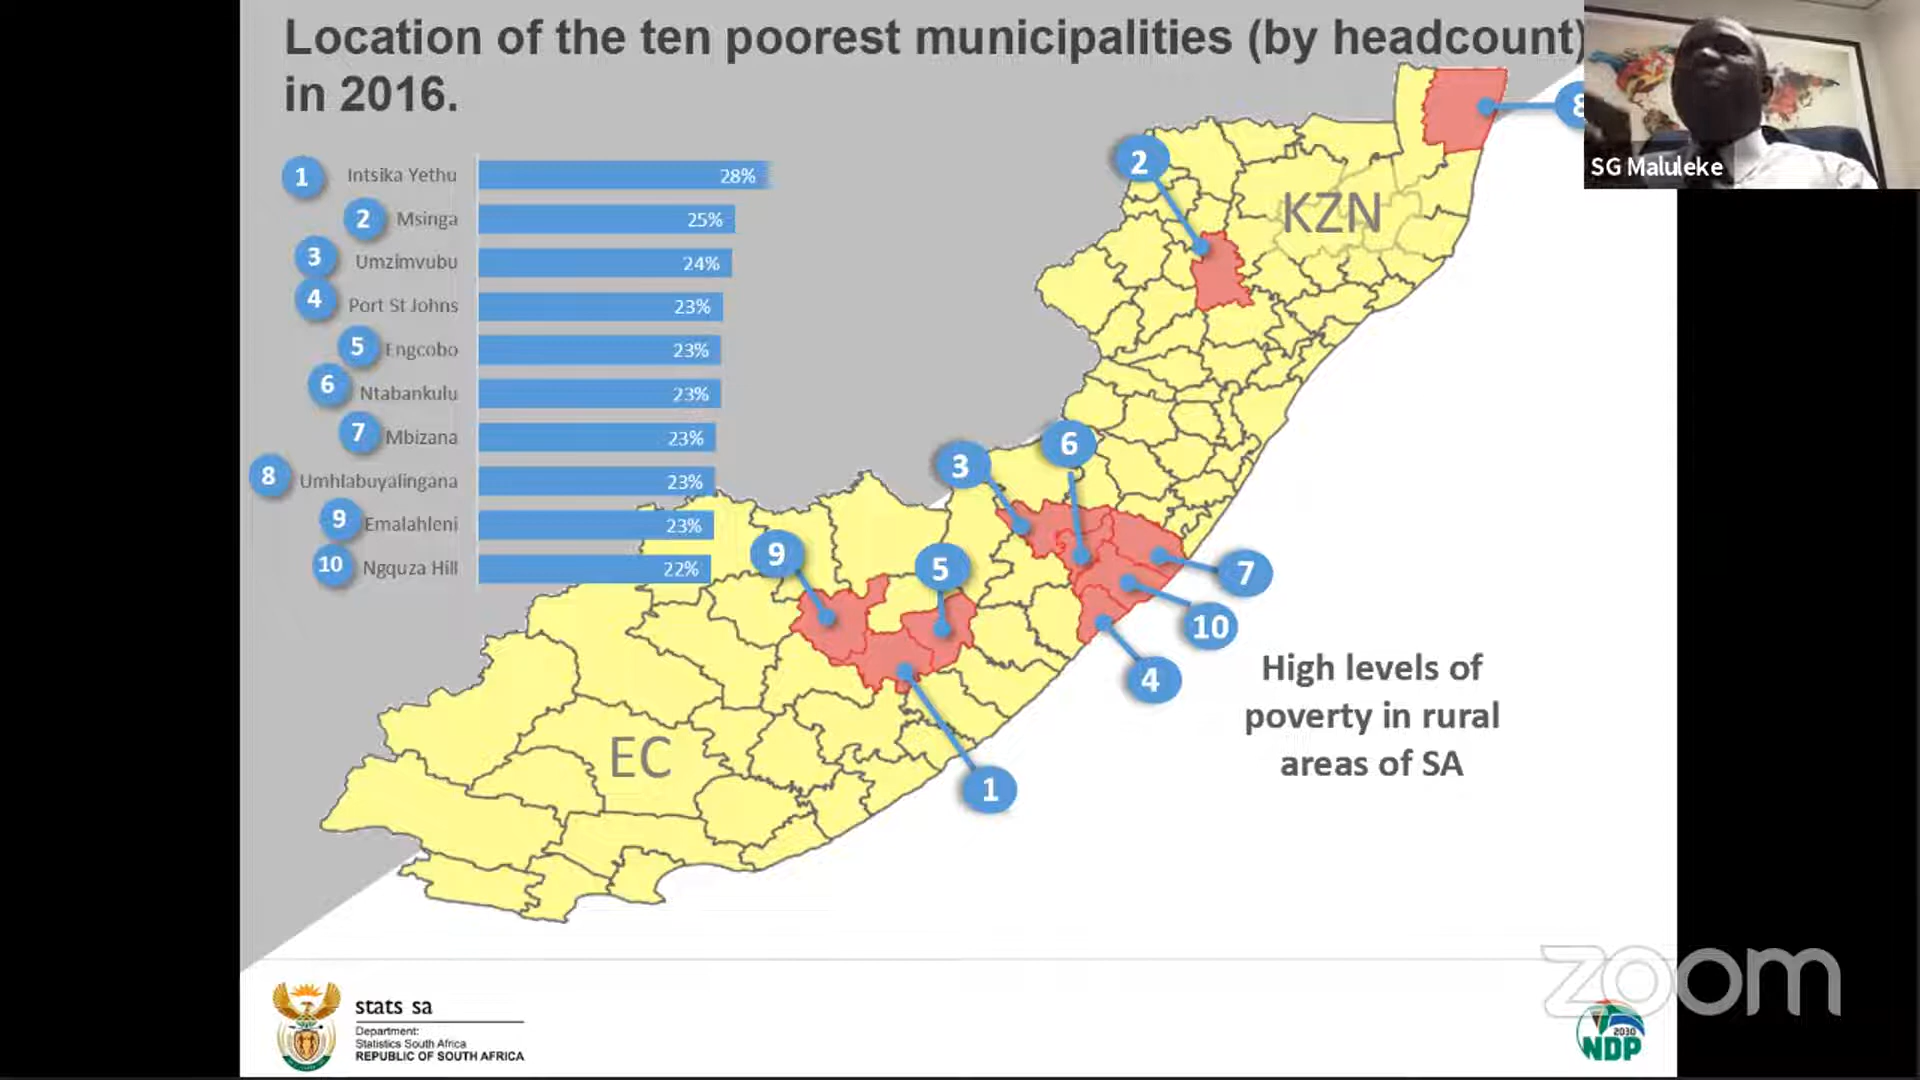 Location of the ten poorest municipalities (by headcount)
in 2016.
SG Maluleke
1 Intsika Yethu 28%
2 Msinga 25%
3 Umzimvubu 24%
4 Port St Johns 23%
5 Engcobo 23%
6 Ntabankulu 23%
7 Mbizana 23%
8 Umhlabuyalingana 23%
9 Emalahleni 23%
10 Ngquza Hill 22%
8
2
KZN
6
3
9
5
7
10
4
1
EC
High levels of
poverty in rural
areas of SA
stats sa
Department:
Statistics South Africa
REPUBLIC OF SOUTH AFRICA
2030
NDP
zoom